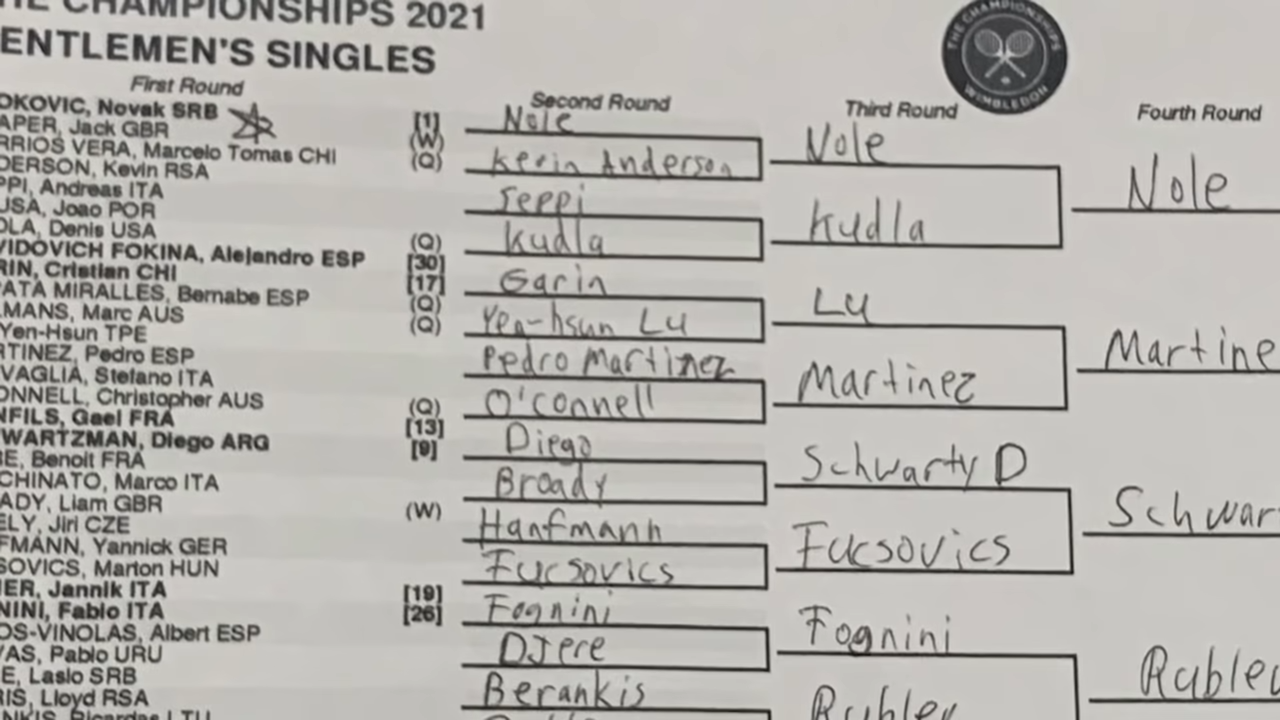 THE CHAMPIONSHIPS 2021
ENTLEMEN'S SINGLES
THE CHAMPIONSHIPS
WIMBLEDON
First Round
Second Round
Third Round
Fourth Round
OKOVIC, Novak SRB [1]
APER, Jack GBR (W)
RRIOS VERA, Marcelo Tomas CHI (Q)
DERSON, Kevin RSA
PPI, Andreas ITA
USA, Joao POR
OLA, Denis USA (Q)
VIDOVICH FOKINA, Alejandro ESP [30]
RIN, Cristian CHI [17]
PATA MIRALLES, Bernabe ESP (Q)
LMANS, Marc AUS (Q)
Yen-Hsun TPE
RTINEZ, Pedro ESP
VAGLIA, Stefano ITA
ONNELL, Christopher AUS (Q)
NFILS, Gael FRA [13]
WARTZMAN, Diego ARG [9]
RE, Benoit FRA
CHINATO, Marco ITA
ADY, Liam GBR (W)
ELY, Jiri CZE
FMANN, Yannick GER
SOVICS, Marton HUN
ER, Jannik ITA [19]
NINI, Fabio ITA [26]
OS-VINOLAS, Albert ESP
VAS, Pablo URU
E, Laslo SRB
RIS, Lloyd RSA
NKIS, Ricardas LTU
Nole
Kevin Anderson
Seppi
Kudla
Garin
Yen-hsun Lu
Pedro Martinez
O'connell
Diego
Broady
Hanfmann
Fucsovics
Fognini
DJere
Berankis
Nole
Kudla
Lu
Martinez
Schwarty D
Fucsovics
Fognini
Rublev
Nole
Martine
Schwar
Rublev